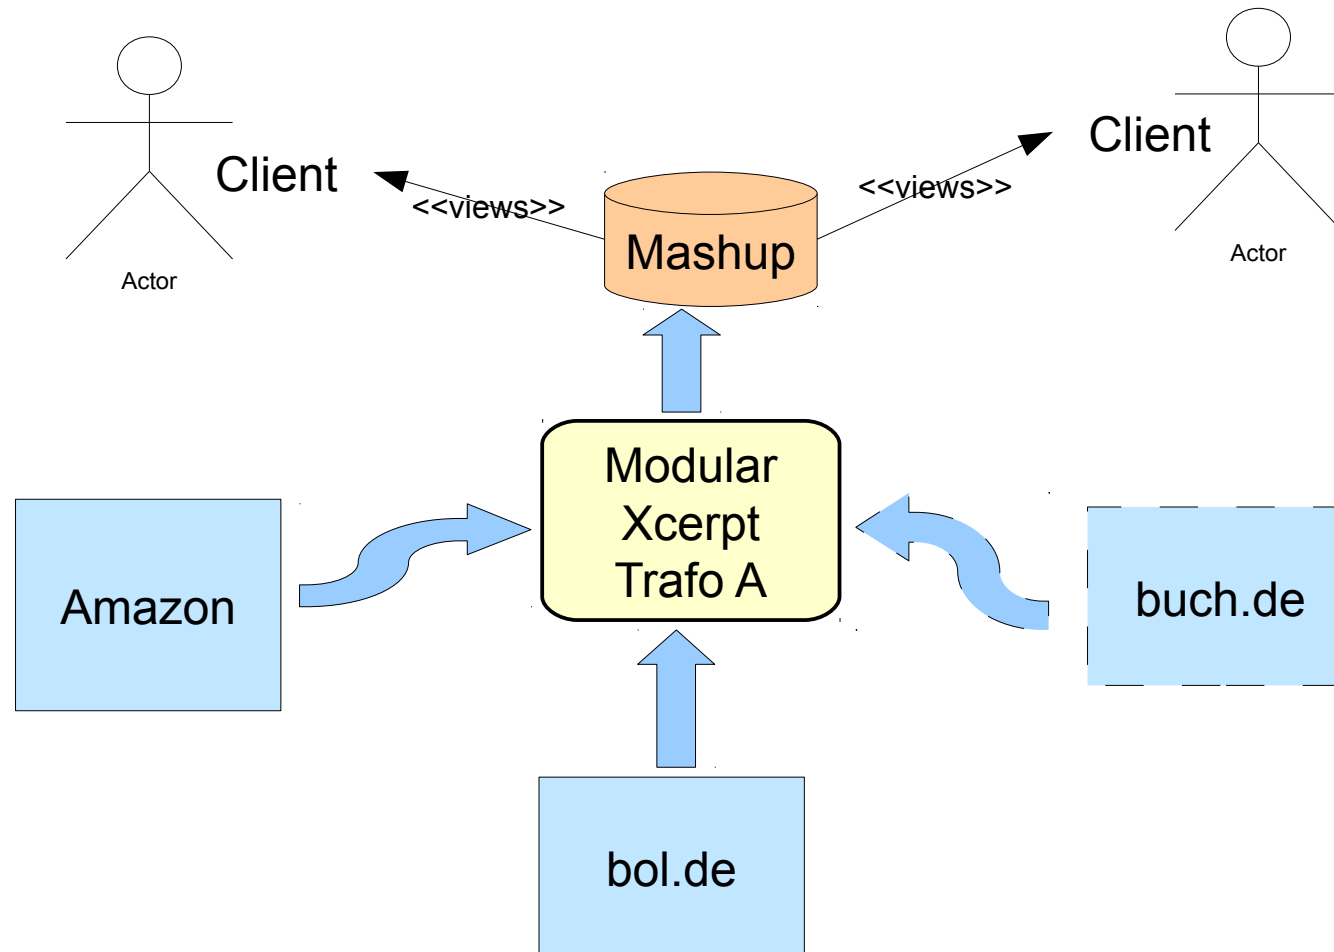 Client
Client
<<views>>
<<views>>
Actor
Actor
Mashup
Modular
Xcerpt
Trafo A
Amazon
buch.de
bol.de